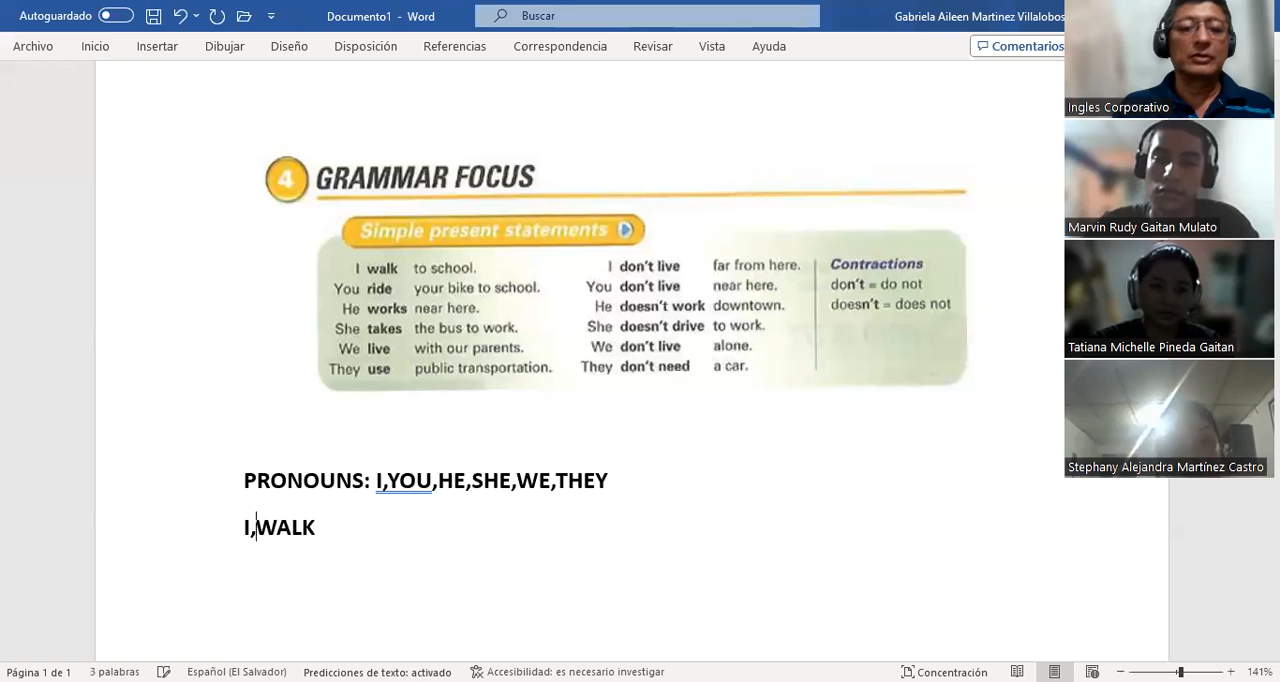 Autoguardado
Documento1 - Word
Buscar
Gabriela Aileen Martinez Villalobos
Archivo Inicio Insertar Dibujar Diseño Disposición Referencias Correspondencia Revisar Vista Ayuda
Comentarios
Ingles Corporativo
Marvin Rudy Gaitan Mulato
Tatiana Michelle Pineda Gaitan
Stephany Alejandra Martínez Castro
4 GRAMMAR FOCUS
Simple present statements
I walk to school.
You ride your bike to school.
He works near here.
She takes the bus to work.
We live with our parents.
They use public transportation.
I don't live far from here.
You don't live near here.
He doesn't work downtown.
She doesn't drive to work.
We don't live alone.
They don't need a car.
Contractions
don't = do not
doesn't = does not
PRONOUNS: I,YOU,HE,SHE,WE,THEY
I,WALK
Página 1 de 1 3 palabras Español (El Salvador) Predicciones de texto: activado Accesibilidad: es necesario investigar Concentración 141%